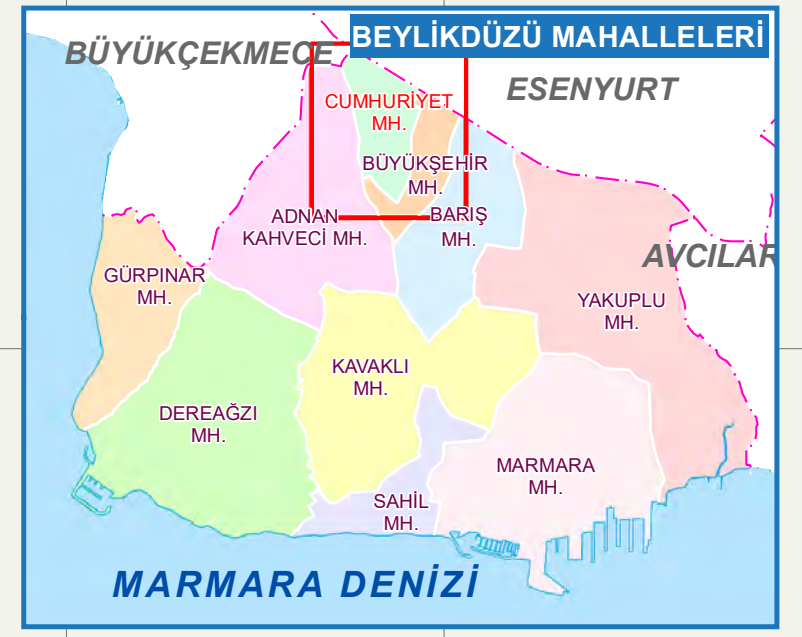 BEYLİKDÜZÜ MAHALLELERİ
BÜYÜKÇEKMECE
ESENYURT
CUMHURİYET
MH.
BÜYÜKŞEHİR
MH.
ADNAN
KAHVECİ MH.
BARIŞ
MH.
AVCILAR
GÜRPINAR
MH.
YAKUPLU
MH.
KAVAKLI
MH.
DEREAĞZI
MH.
MARMARA
MH.
SAHİL
MH.
MARMARA DENİZİ